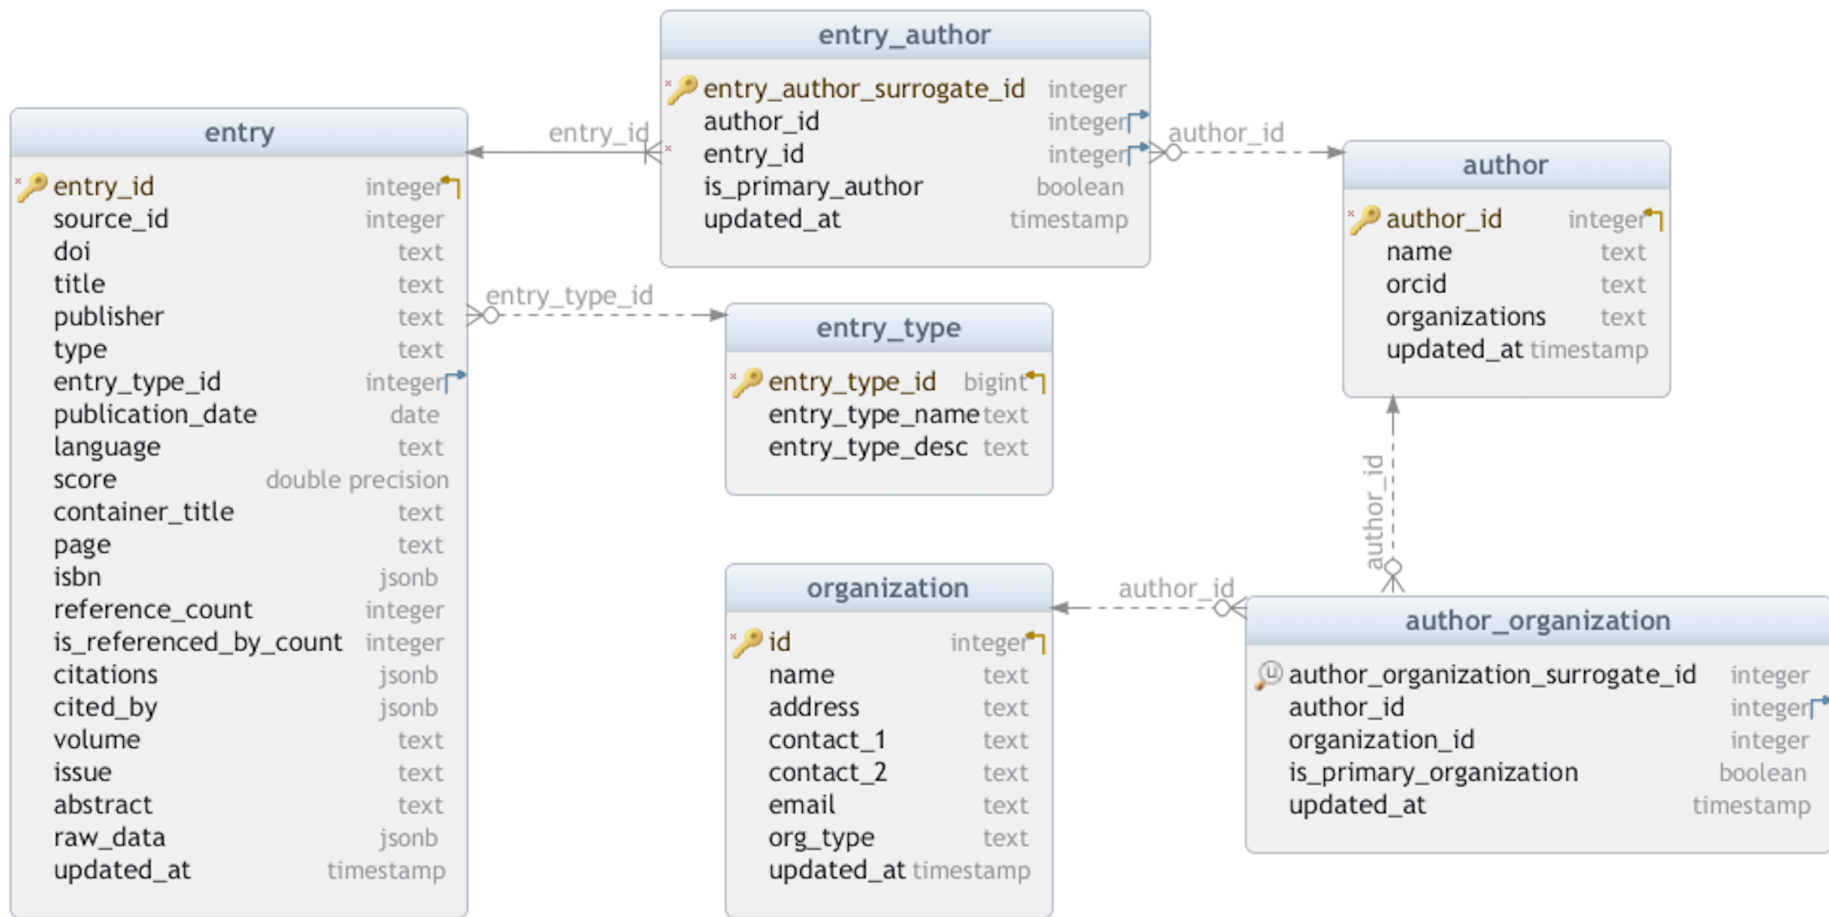 entry_author
entry_author_surrogate_id integer
author_id integer
entry_id integer
is_primary_author boolean
updated_at timestamp
entry_id
author_id
entry
entry_id integer
source_id integer
doi text
title text
publisher text
type text
entry_type_id integer
publication_date date
language text
score double precision
container_title text
page text
isbn jsonb
reference_count integer
is_referenced_by_count integer
citations jsonb
cited_by jsonb
volume text
issue text
abstract text
raw_data jsonb
updated_at timestamp
author
author_id integer
name text
orcid text
organizations text
updated_at timestamp
entry_type_id
entry_type
entry_type_id bigint
entry_type_name text
entry_type_desc text
author_id
organization
id integer
name text
address text
contact_1 text
contact_2 text
email text
org_type text
updated_at timestamp
author_id
author_organization
u
author_organization_surrogate_id integer
author_id integer
organization_id integer
is_primary_organization boolean
updated_at timestamp